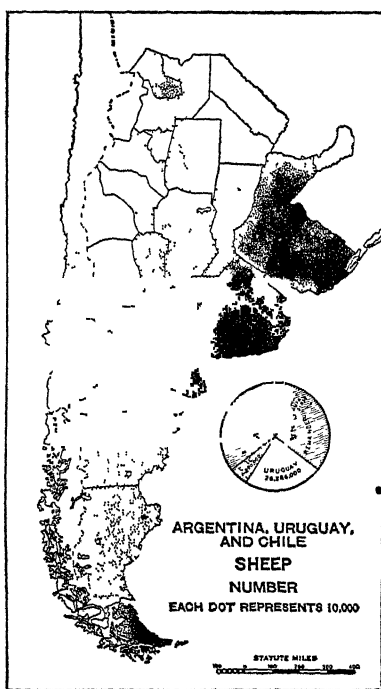 URUGUAY
ARGENTINA, URUGUAY,
AND CHILE
SHEEP
NUMBER
EACH DOT REPRESENTS 10,000
STATUTE MILES